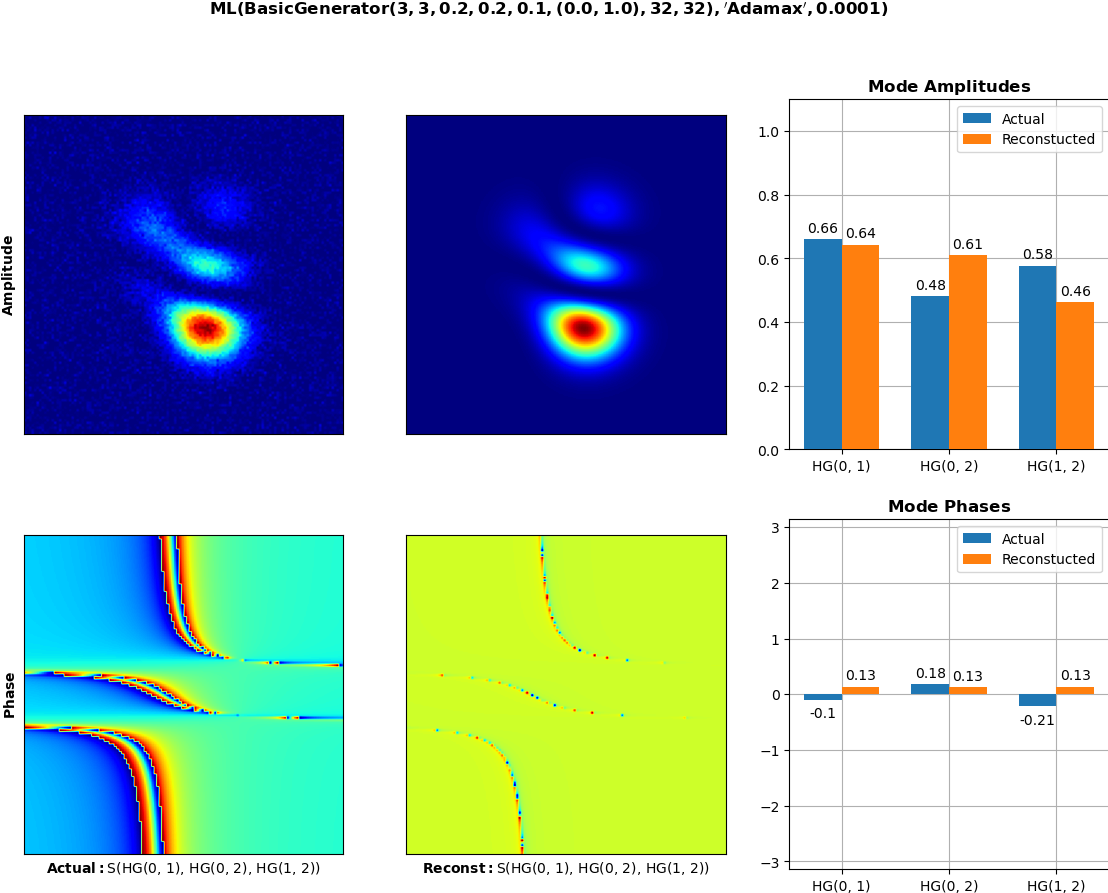 ML(BasicGenerator(3, 3, 0.2, 0.2, 0.1, (0.0, 1.0), 32, 32), ′Adamax′, 0.0001)
Amplitude
Mode Amplitudes
Actual
Reconstucted
1.0
0.8
0.6
0.4
0.2
0.0
0.66
0.64
0.48
0.61
0.58
0.46
HG(0, 1)
HG(0, 2)
HG(1, 2)
Phase
Actual: S(HG(0, 1), HG(0, 2), HG(1, 2))
Reconst: S(HG(0, 1), HG(0, 2), HG(1, 2))
Mode Phases
Actual
Reconstucted
3
2
1
0
−1
−2
−3
-0.1
0.13
0.18
0.13
-0.21
0.13
HG(0, 1)
HG(0, 2)
HG(1, 2)